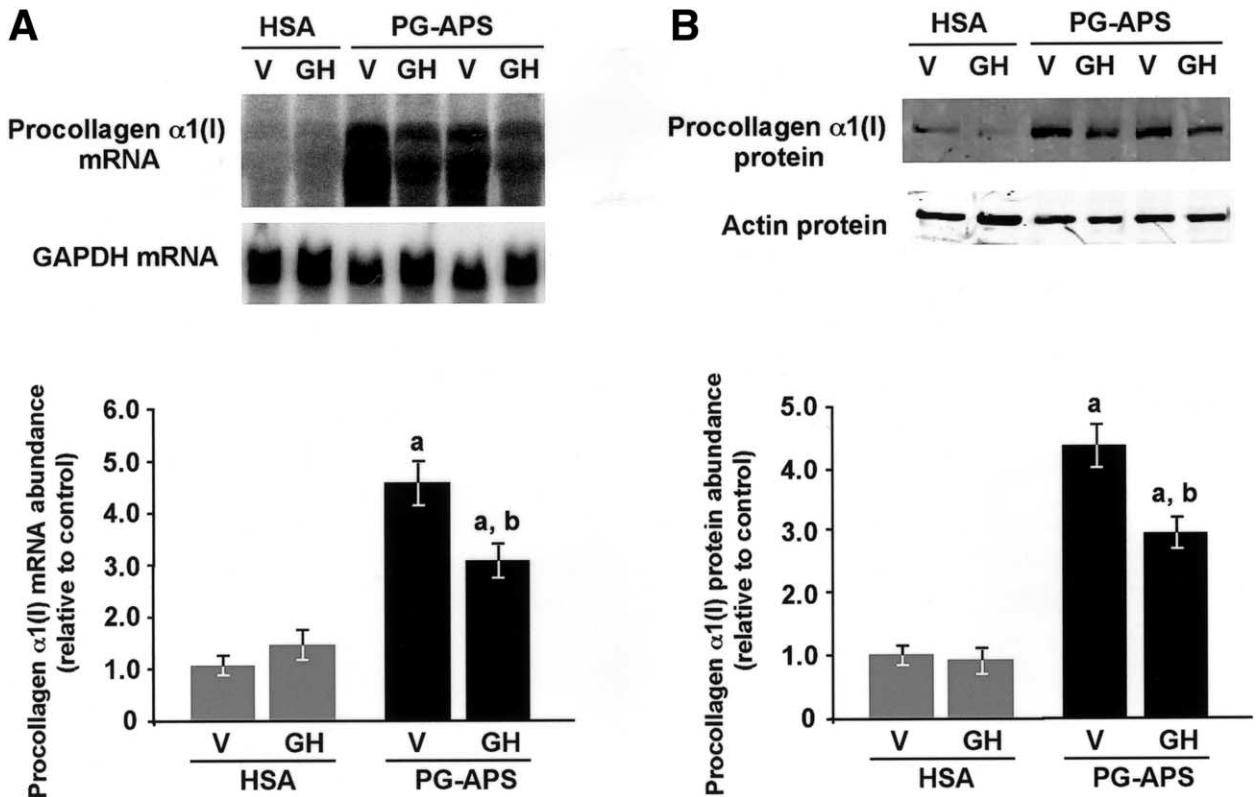 A
HSA PG-APS
V GH V GH V GH
Procollagen α1(I)
mRNA
GAPDH mRNA
Procollagen α1(I) mRNA abundance
(relative to control)
6.0
5.0
4.0
3.0
2.0
1.0
0
a
a, b
V GH V GH
HSA PG-APS
B
HSA PG-APS
V GH V GH V GH
Procollagen α1(I)
protein
Actin protein
Procollagen α1(I) protein abundance
(relative to control)
5.0
4.0
3.0
2.0
1.0
0
a
a, b
V GH V GH
HSA PG-APS